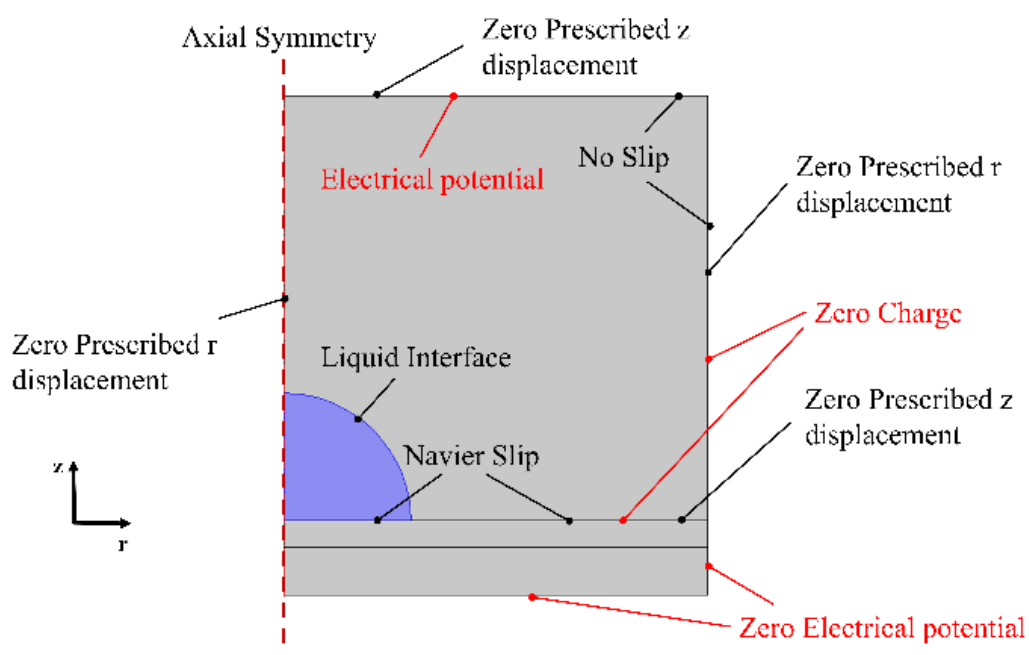 Axial Symmetry
Zero Prescribed z
displacement
Electrical potential
No Slip
Zero Prescribed r
displacement
Zero Prescribed r
displacement
Liquid Interface
Zero Charge
Zero Prescribed z
displacement
Navier Slip
z
r
Zero Electrical potential